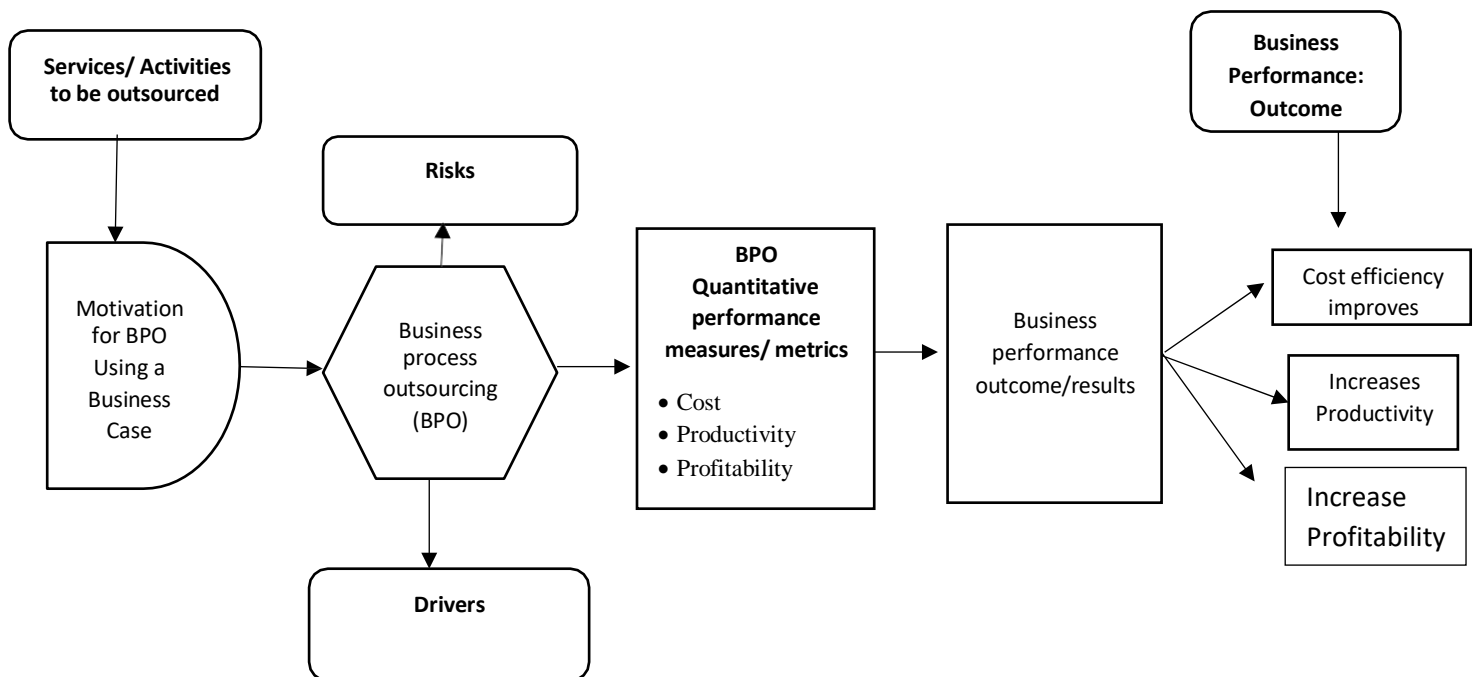 Services/ Activities
to be outsourced
Business
Performance:
Outcome
Risks
Motivation
for BPO
Using a
Business
Case
Business
process
outsourcing
(BPO)
BPO
Quantitative
performance
measures/ metrics
• Cost
• Productivity
• Profitability
Business
performance
outcome/results
Cost efficiency
improves
Increases
Productivity
Increase
Profitability
Drivers